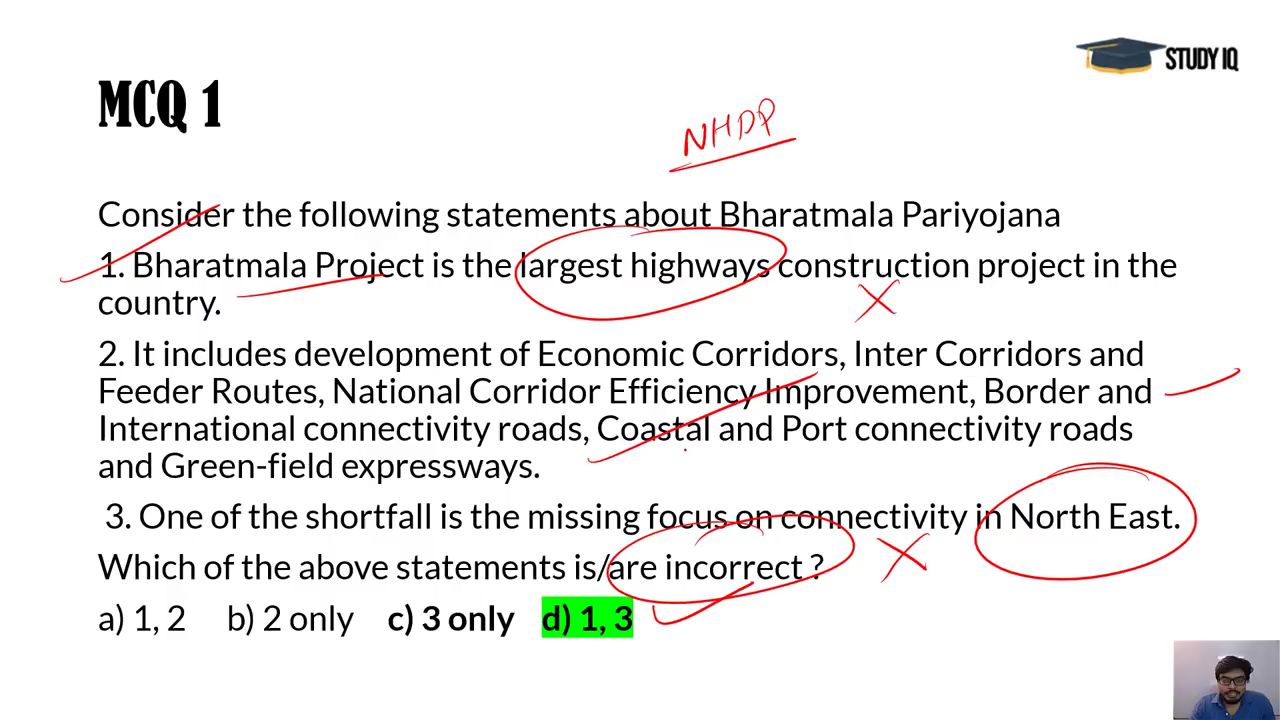 STUDY IQ
MCQ 1
NHDP
Consider the following statements about Bharatmala Pariyojana
1. Bharatmala Project is the largest highways construction project in the
country.
2. It includes development of Economic Corridors, Inter Corridors and
Feeder Routes, National Corridor Efficiency Improvement, Border and
International connectivity roads, Coastal and Port connectivity roads
and Green-field expressways.
3. One of the shortfall is the missing focus on connectivity in North East.
Which of the above statements is/are incorrect ?
a) 1, 2 b) 2 only c) 3 only d) 1, 3